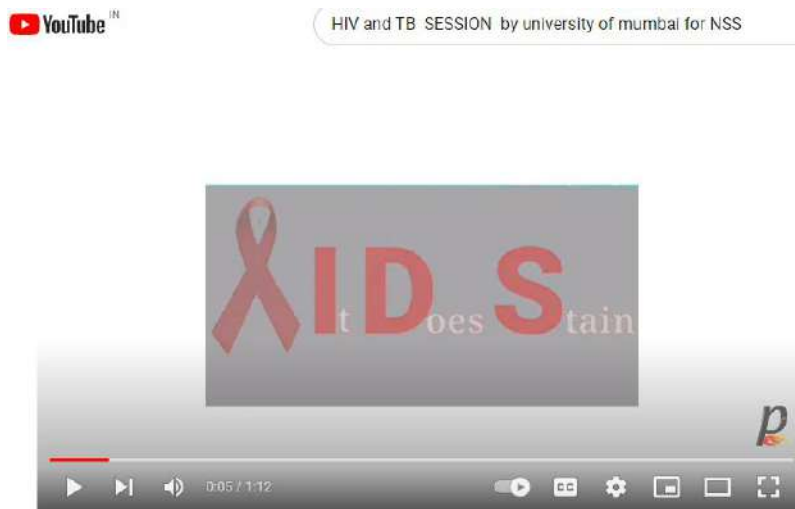 YouTube IN
HIV and TB SESSION by university of mumbai for NSS
It Does Stain
0:05 / 1:12
CC
p